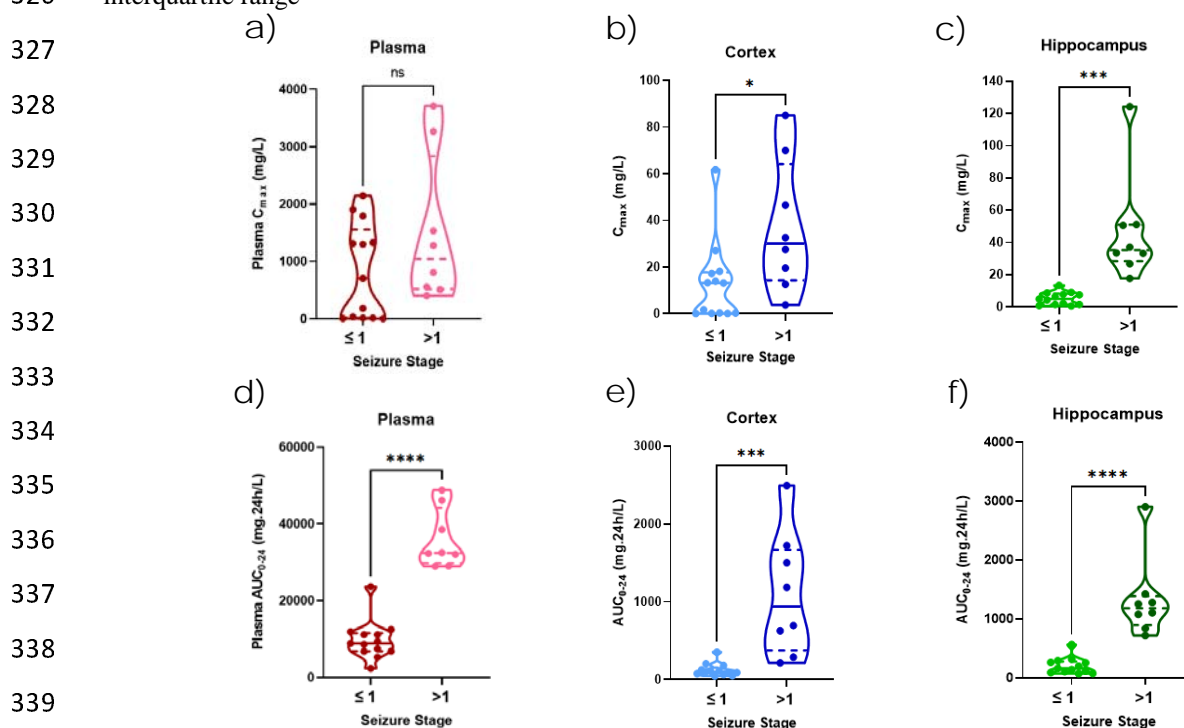 326 interquartile range
327
328
329
330
331
332
333
334
335
336
337
338
339
a)
Plasma
ns
4000
3000
2000
1000
0
Plasma Cmax (mg/L)
≤ 1 >1
Seizure Stage
b)
Cortex
*
100
80
60
40
20
0
Cmax (mg/L)
≤ 1 >1
Seizure Stage
c)
Hippocampus
***
140
120
100
80
60
40
20
0
Cmax (mg/L)
≤ 1 >1
Seizure Stage
d)
Plasma
****
60000
40000
20000
0
Plasma AUC0-24 (mg.24h/L)
≤ 1 >1
Seizure Stage
e)
Cortex
***
3000
2000
1000
0
AUC0-24 (mg.24h/L)
≤ 1 >1
Seizure Stage
f)
Hippocampus
****
4000
3000
2000
1000
0
AUC0-24 (mg.24h/L)
≤ 1 >1
Seizure Stage